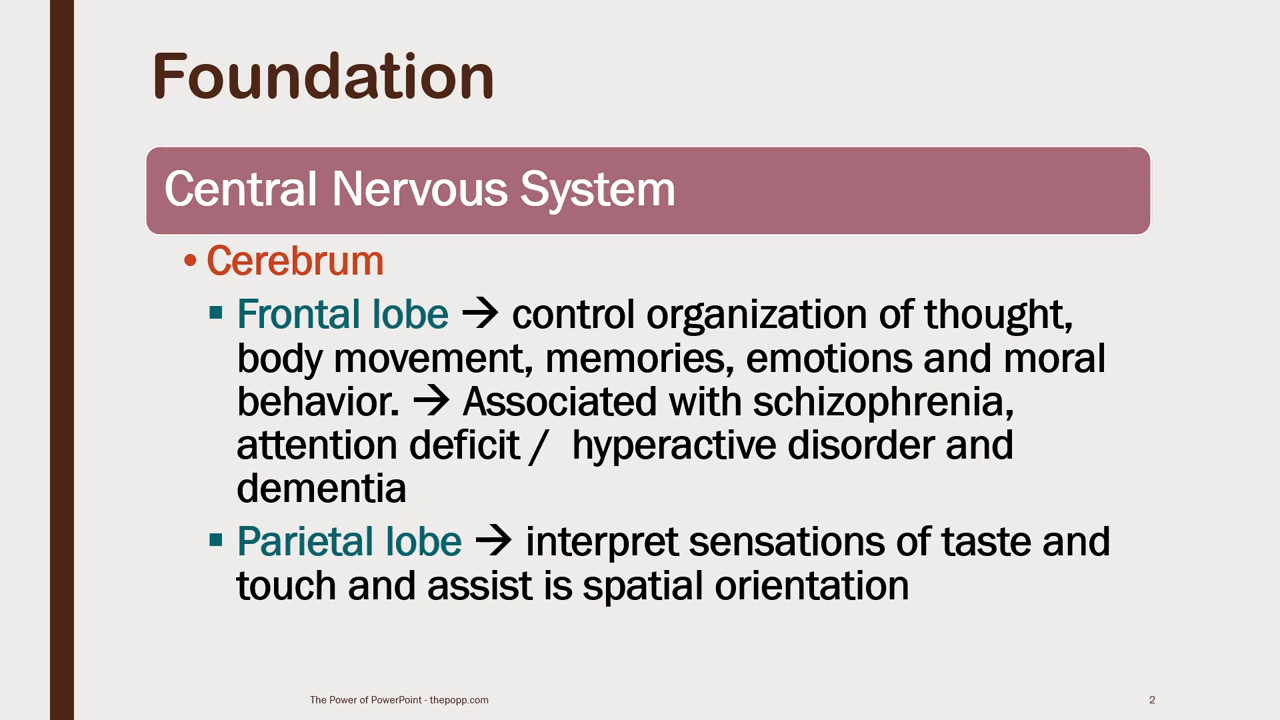 Foundation
Central Nervous System
• Cerebrum
▪ Frontal lobe → control organization of thought,
body movement, memories, emotions and moral
behavior. → Associated with schizophrenia,
attention deficit /  hyperactive disorder and
dementia
▪ Parietal lobe → interpret sensations of taste and
touch and assist is spatial orientation
The Power of PowerPoint - thepopp.com
2